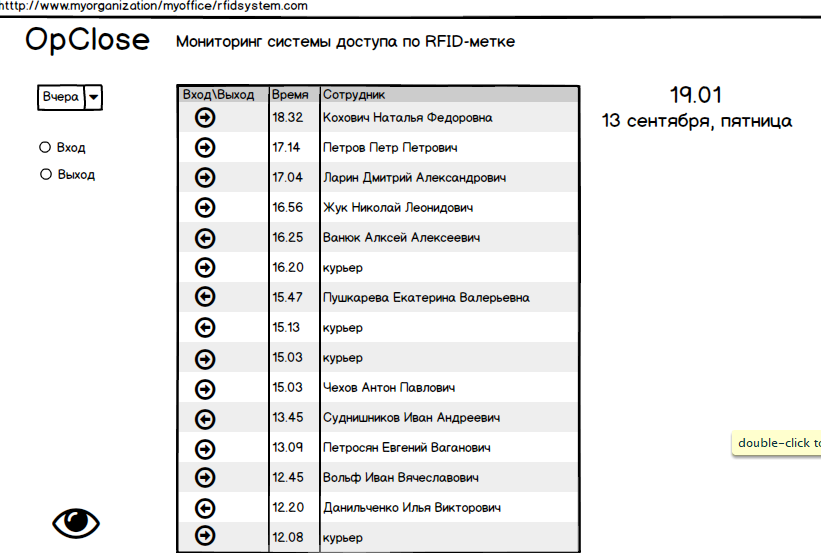 htttp://www.myorganization/myoffice/rfidsystem.com
OpClose Мониторинг системы доступа по RFID-метке
19.01
13 сентября, пятница
Вчера
Вход
Выход
Вход\Выход Время Сотрудник
18.32 Кохович Наталья Федоровна
17.14 Петров Петр Петрович
17.04 Ларин Дмитрий Александрович
16.56 Жук Николай Леонидович
16.25 Ванюк Алксей Алексеевич
16.20 курьер
15.47 Пушкарева Екатерина Валерьевна
15.13 курьер
15.03 курьер
15.03 Чехов Антон Павлович
13.45 Суднишников Иван Андреевич
13.09 Петросян Евгений Ваганович
12.45 Вольф Иван Вячеславович
12.20 Данильченко Илья Викторович
12.08 курьер
double-click to